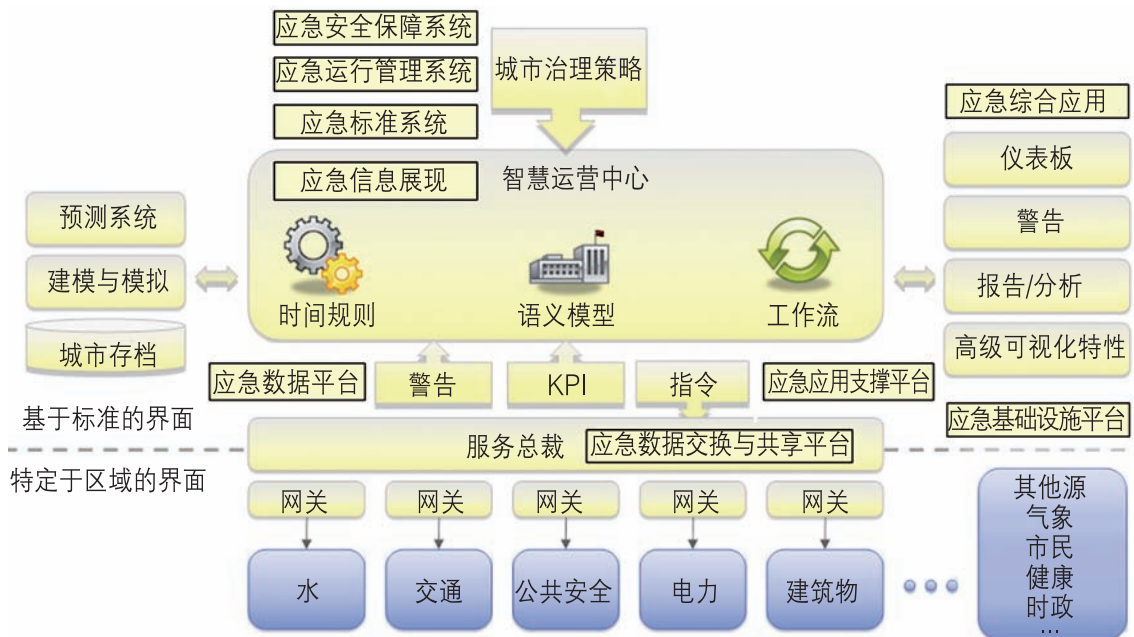 应急安全保障系统
应急运行管理系统
城市治理策略
应急标准系统
应急综合应用
应急信息展现
智慧运营中心
仪表板
预测系统
警告
建模与模拟
报告/分析
时间规则
语义模型
工作流
城市存档
高级可视化特性
应急数据平台
警告
KPI
指令
应急应用支撑平台
基于标准的界面
应急基础设施平台
服务总裁
应急数据交换与共享平台
特定于区域的界面
网关
网关
网关
网关
网关
水
交通
公共安全
电力
建筑物
其他源
气象
市民
健康
时政
...